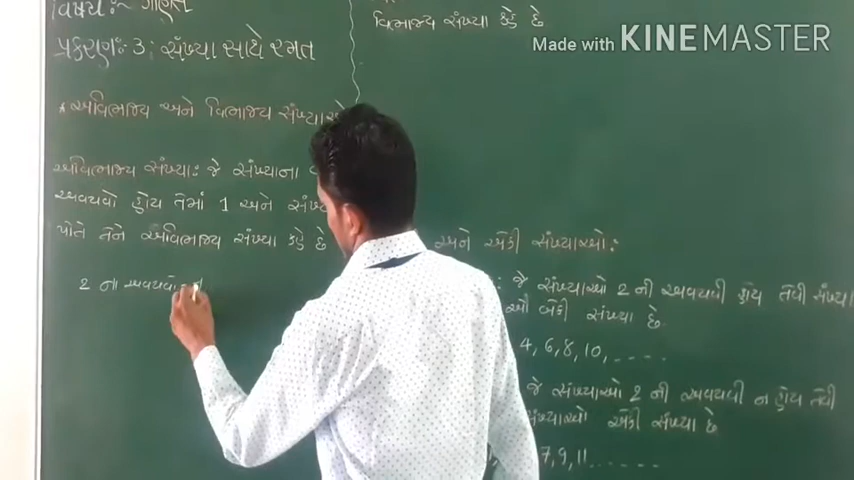 વિષય:- ગણિત
પ્રકરણ: 3: સંખ્યા સાથે રમત
* અવિભાજ્ય અને વિભાજ્ય
અવિભાજ્ય સંખ્યા: જે સંખ્યાના
અવયવો હોય તેમાં 1 અને
પોતે તેને અવિભાજ્ય સંખ્યા કહે છે
2 ના અવયવો
વિભાજ્ય સંખ્યા કહે છે
Made with KINEMASTER
અને એકી સંખ્યાઓ:
જે સંખ્યાઓ 2 ની અવયવી હોય તેવી સંખ્યા
ઓ બેકી સંખ્યા છે
4, 6, 8, 10, ......
જે સંખ્યાઓ 2 ની અવયવી ન હોય તેવી
સંખ્યાઓ એકી સંખ્યા છે
7, 9, 11......